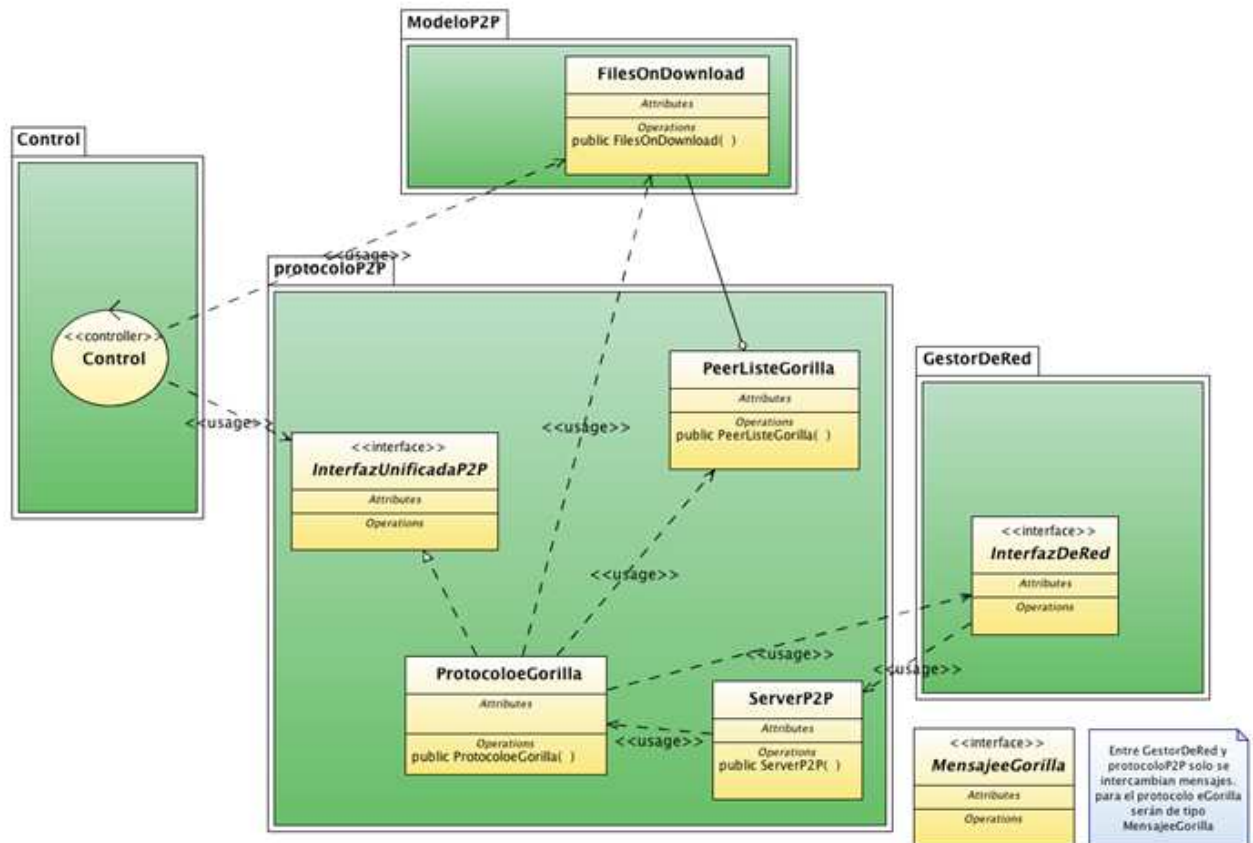 ModeloP2P
FilesOnDownload
Attributes
Operations
public FilesOnDownload( )
Control
<<controller>>
Control
<<usage>>
<<usage>>
protocoloP2P
<<interface>>
InterfazUnificadaP2P
Attributes
Operations
<<usage>>
PeerListeGorilla
Attributes
Operations
public PeerListeGorilla( )
<<usage>>
ProtocoloeGorilla
Attributes
Operations
public ProtocoloeGorilla( )
<<usage>>
ServerP2P
Attributes
Operations
public ServerP2P( )
<<usage>>
<<usage>>
GestorDeRed
<<interface>>
InterfazDeRed
Attributes
Operations
<<interface>>
MensajeeGorilla
Attributes
Operations
Entre GestorDeRed y
protocoloP2P solo se
intercambian mensajes.
para el protocolo eGorilla
serán de tipo
MensajeeGorilla